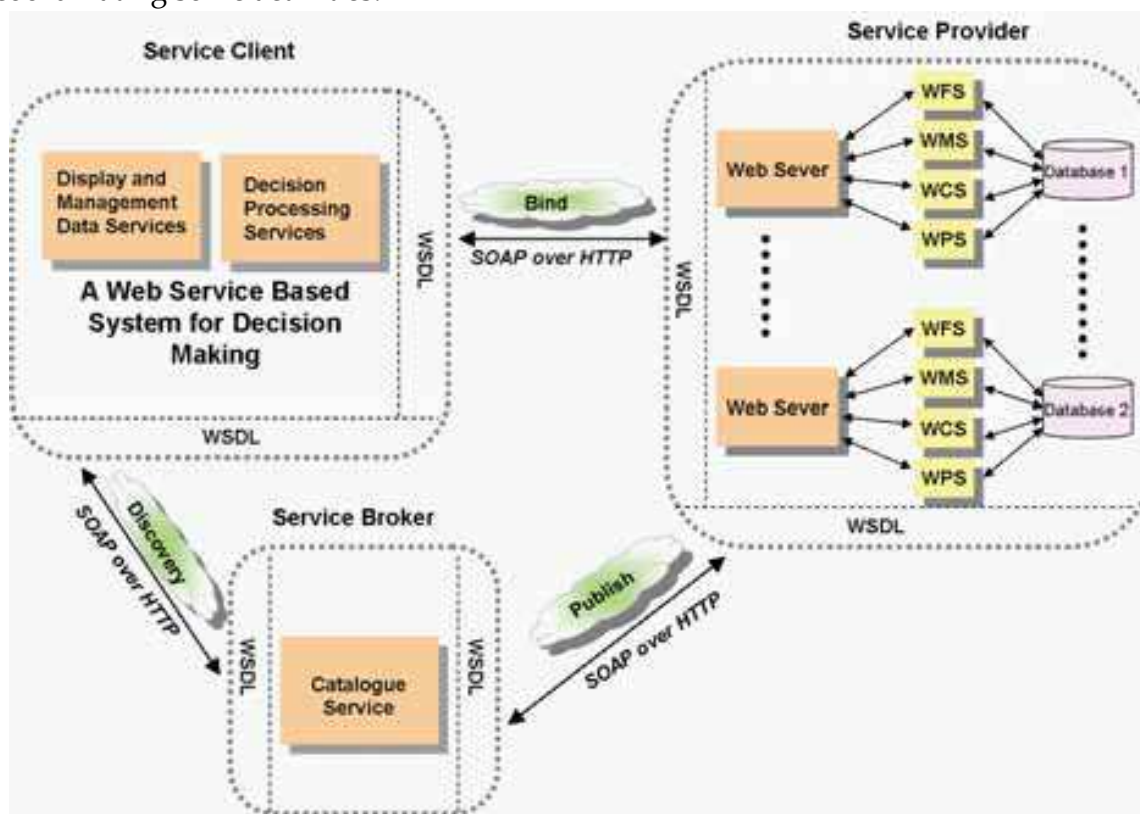 Service Client
Display and
Management
Data Services
Decision
Processing
Services
A Web Service Based
System for Decision
Making
WSDL
WSDL
Bind
SOAP over HTTP
Service Provider
WSDL
Web Sever
WFS
WMS
WCS
WPS
Database 1
Web Sever
WFS
WMS
WCS
WPS
Database 2
WSDL
Discovery
SOAP over HTTP
Service Broker
WSDL
Catalogue
Service
WSDL
Publish
SOAP over HTTP